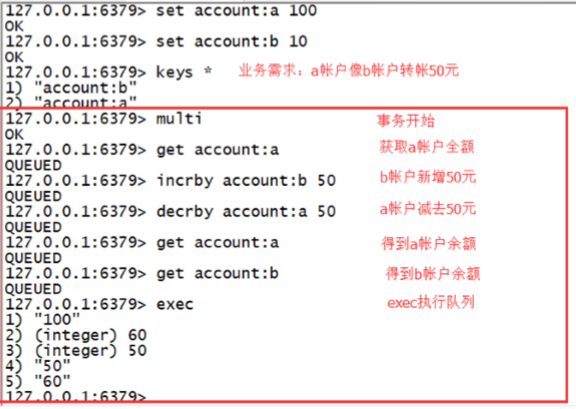 127.0.0.1:6379> set account:a 100
OK
127.0.0.1:6379> set account:b 10
OK
127.0.0.1:6379> keys * 业务需求：a帐户像b帐户转帐50元
1) "account:b"
2) "account:a"
127.0.0.1:6379> multi 事务开始
OK
127.0.0.1:6379> get account:a 获取a帐户全额
QUEUED
127.0.0.1:6379> incrby account:b 50 b帐户新增50元
QUEUED
127.0.0.1:6379> decrby account:a 50 a帐户减去50元
QUEUED
127.0.0.1:6379> get account:a 得到a帐户余额
QUEUED
127.0.0.1:6379> get account:b 得到b帐户余额
QUEUED
127.0.0.1:6379> exec exec执行队列
1) "100"
2) (integer) 60
3) (integer) 50
4) "50"
5) "60"
127.0.0.1:6379>